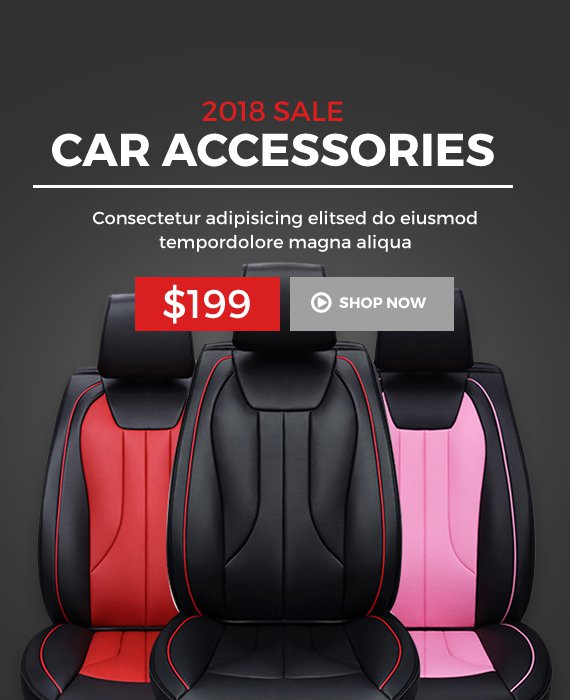 2018 SALE
CAR ACCESSORIES
Consectetur adipisicing elitsed do eiusmod
tempordolore magna aliqua
$199
SHOP NOW